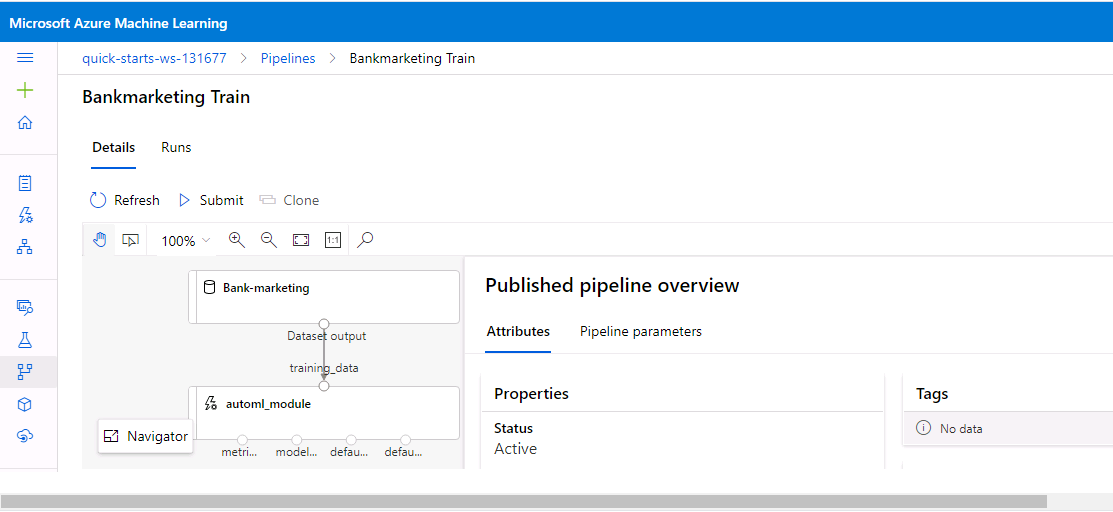 Microsoft Azure Machine Learning
quick-starts-ws-131677 > Pipelines > Bankmarketing Train
Bankmarketing Train
Details Runs
Refresh Submit Clone
100% 1:1
Bank-marketing
Dataset output
training_data
automl_module
Navigator
metri... model... defau... defau...
Published pipeline overview
Attributes Pipeline parameters
Properties
Status
Active
Tags
No data